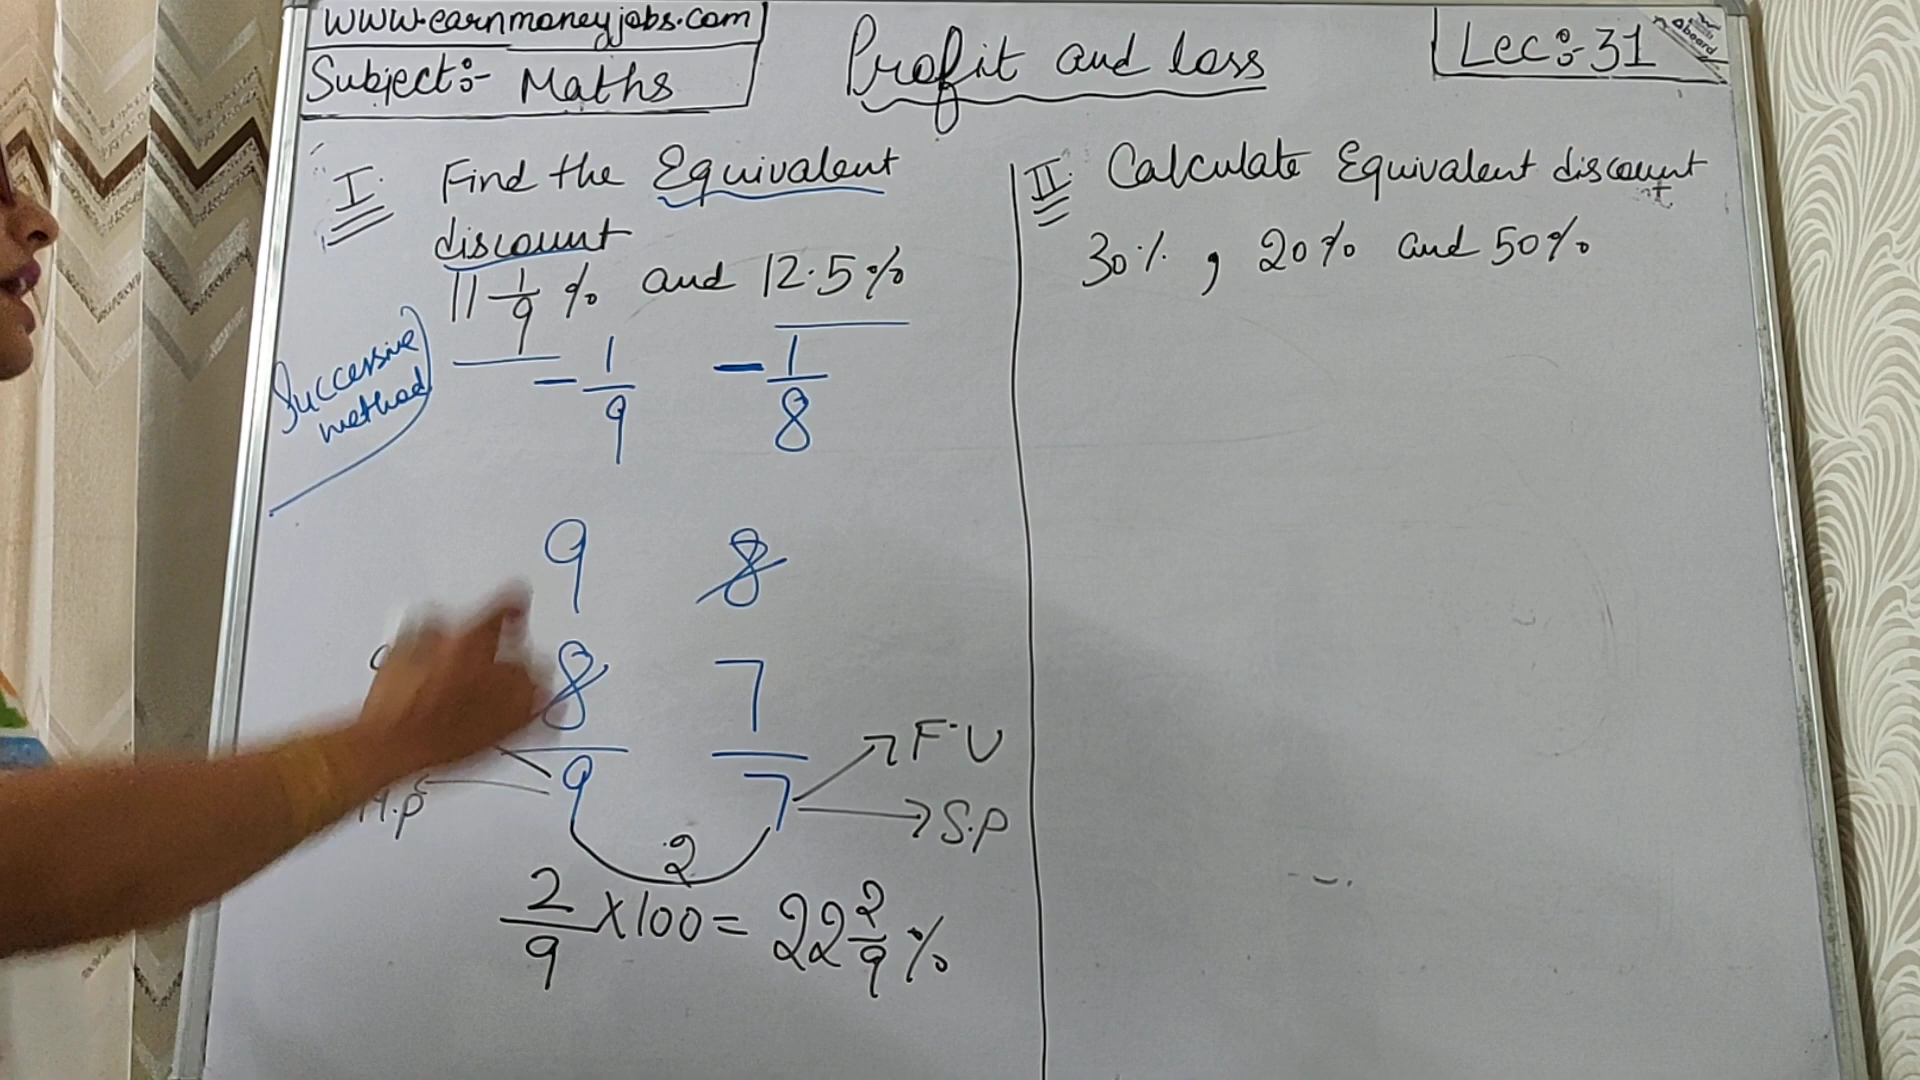 www.earnmoneyjobs.com
Subject:- Maths
Profit and loss
Lec:-31
I. Find the Equivalent
discount
11 1/9 % and 12.5%
Successive
method
- 1/9 - 1/8
9 8
8 7
9 7
F.V
S.P
M.P
2
2/9 X100= 22 2/9 %
II. Calculate Equivalent discount
30%, 20% and 50%